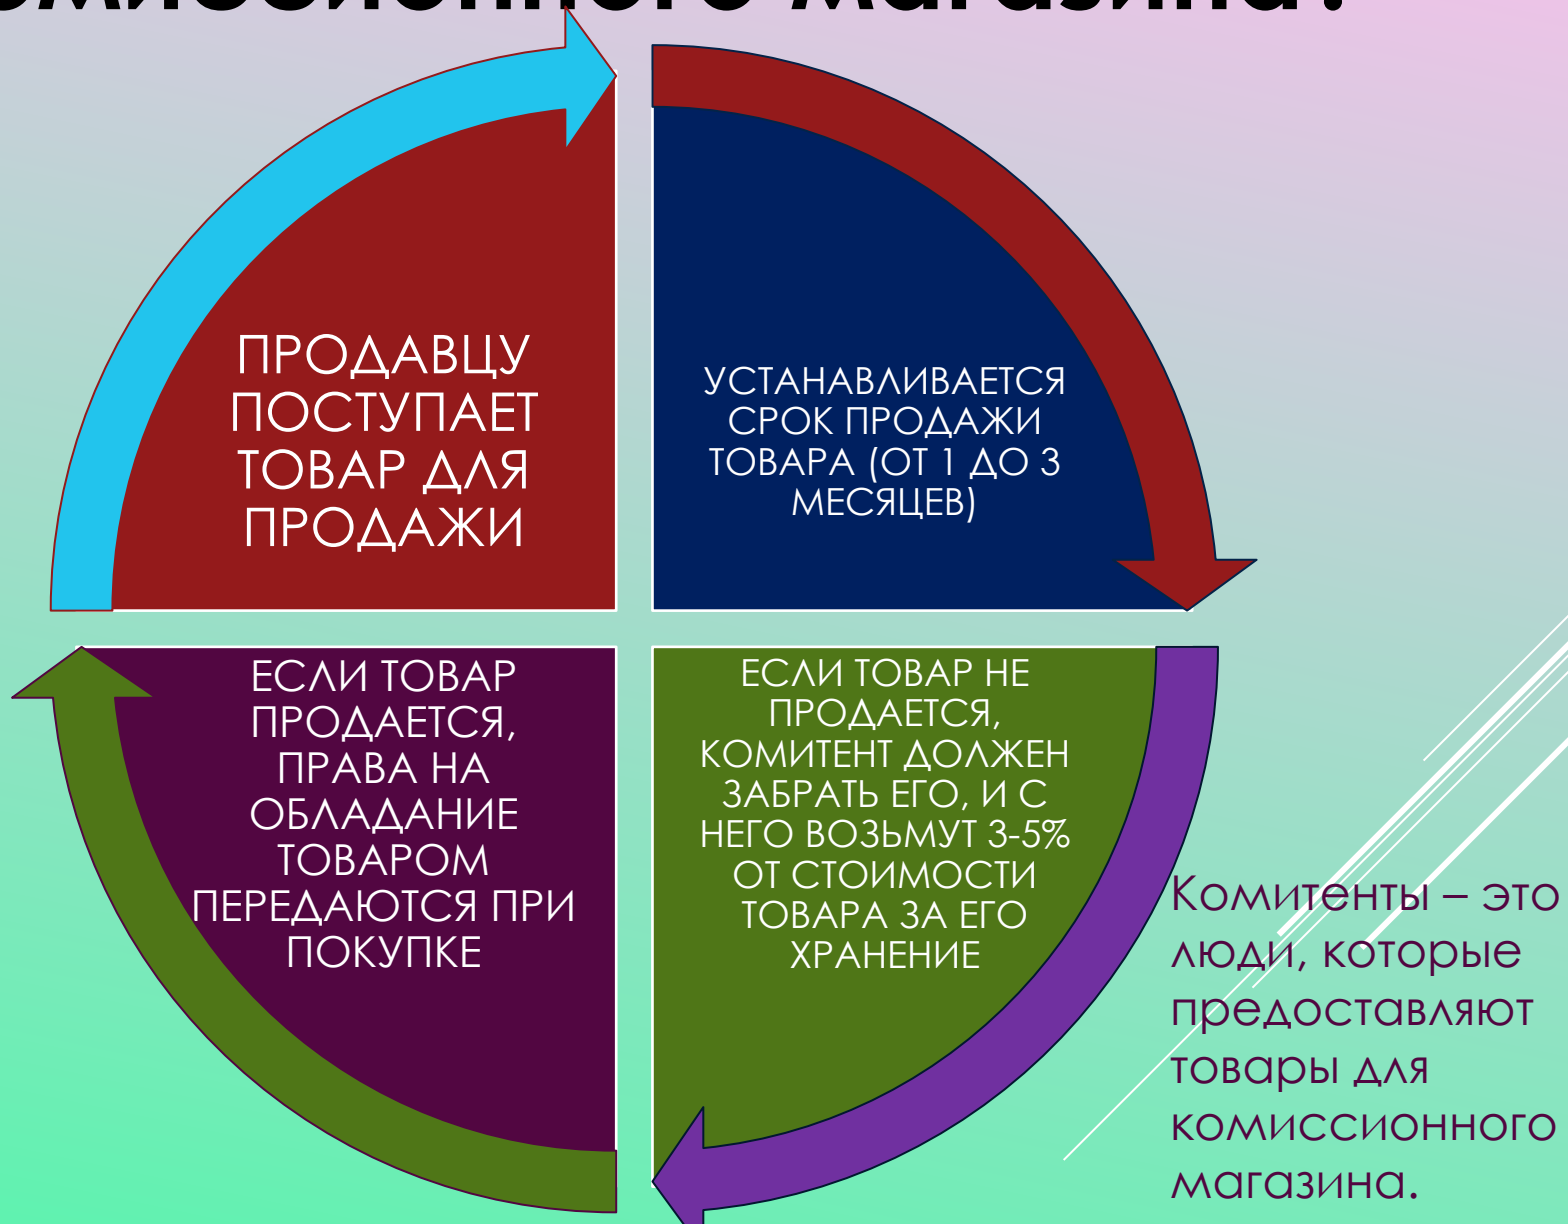 магазина?
ПРОДАВЦУ
ПОСТУПАЕТ
ТОВАР ДЛЯ
ПРОДАЖИ
УСТАНАВЛИВАЕТСЯ
СРОК ПРОДАЖИ
ТОВАРА (ОТ 1 ДО 3
МЕСЯЦЕВ)
ЕСЛИ ТОВАР НЕ
ПРОДАЕТСЯ,
КОМИТЕНТ ДОЛЖЕН
ЗАБРАТЬ ЕГО, И С
НЕГО ВОЗЬМУТ 3-5%
ОТ СТОИМОСТИ
ТОВАРА ЗА ЕГО
ХРАНЕНИЕ
ЕСЛИ ТОВАР
ПРОДАЕТСЯ,
ПРАВА НА
ОБЛАДАНИЕ
ТОВАРОМ
ПЕРЕДАЮТСЯ ПРИ
ПОКУПКЕ
Комитенты – это
люди, которые
предоставляют
товары для
комиссионного
магазина.